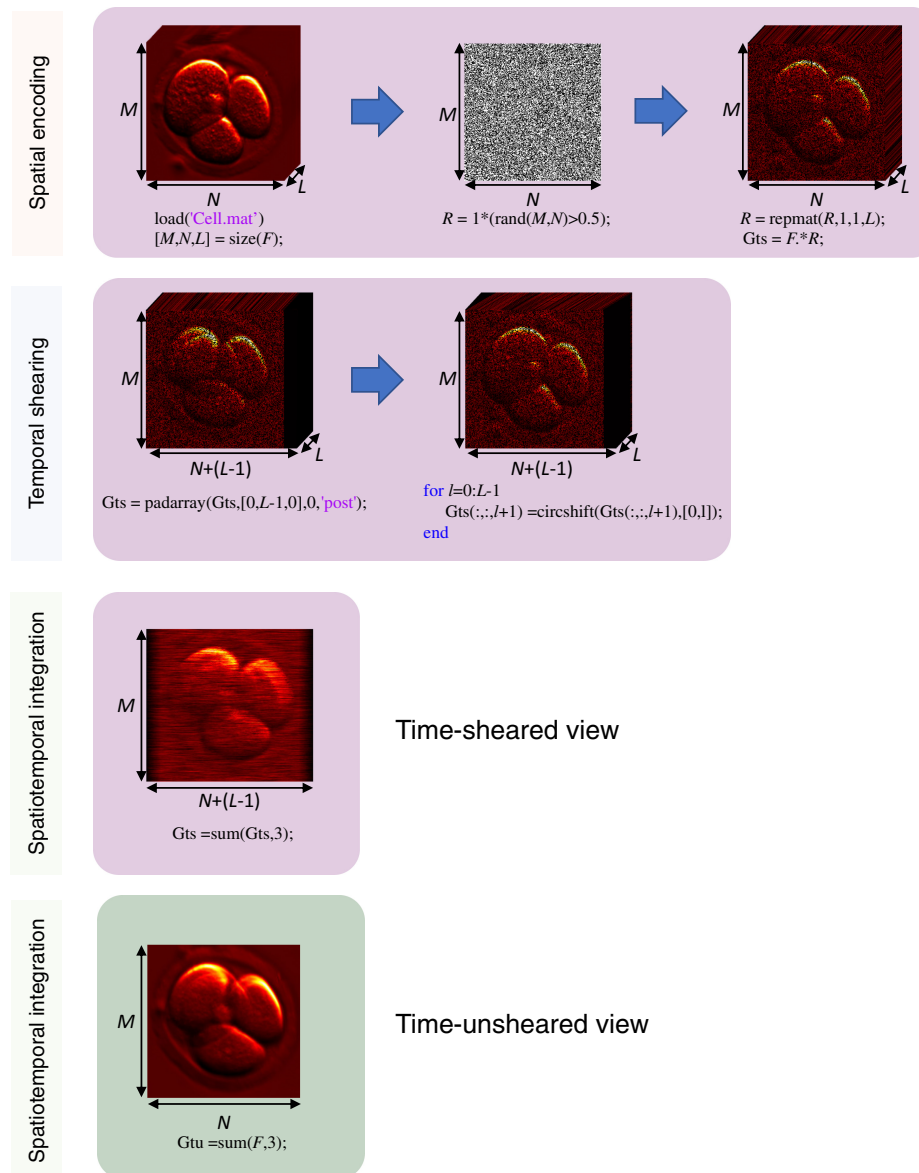 Spatial encoding
M
N
L
load('Cell.mat')
[M,N,L] = size(F);
M
N
R = 1*(rand(M,N)>0.5);
M
N
L
R = repmat(R,1,1,L);
Gts = F.*R;
Temporal shearing
M
L
N+(L-1)
Gts = padarray(Gts,[0,L-1,0],0,'post');
M
L
N+(L-1)
for l=0:L-1
Gts(:,:,l+1) =circshift(Gts(:,:,l+1),[0,l]);
end
Spatiotemporal integration
M
N+(L-1)
Gts =sum(Gts,3);
Time-sheared view
Spatiotemporal integration
M
N
Gtu =sum(F,3);
Time-unsheared view